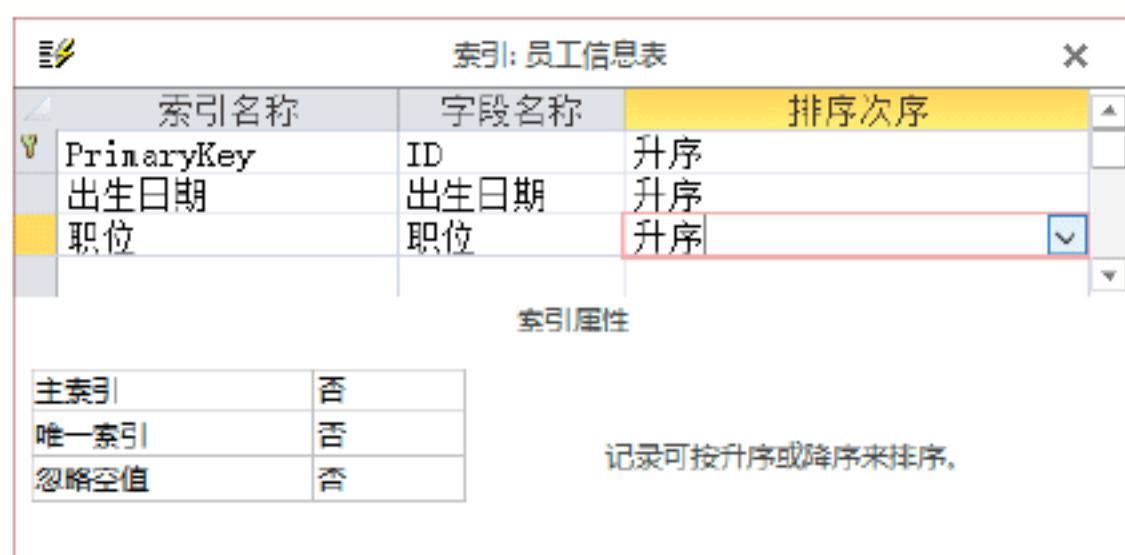 索引: 员工信息表
索引名称 字段名称 排序次序
PrimaryKey ID 升序
出生日期 出生日期 升序
职位 职位 升序
索引属性
主索引 否
唯一索引 否
忽略空值 否
记录可按升序或降序来排序。